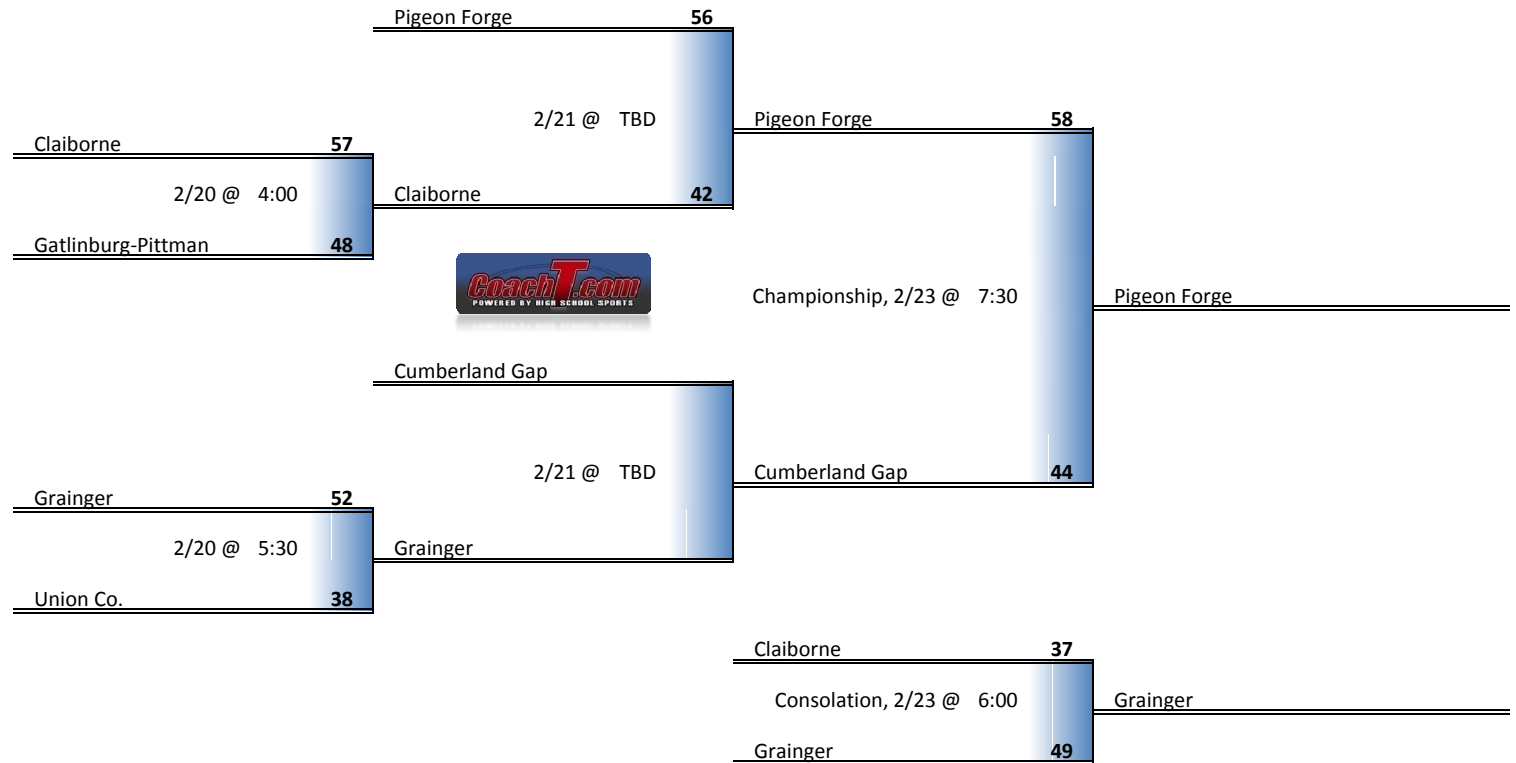 Pigeon Forge 56
2/21 @ TBD
Pigeon Forge 58
Claiborne 57
2/20 @ 4:00
Claiborne 42
Gatlinburg-Pittman 48
CoachT.com
POWERED BY HIGH SCHOOL SPORTS
Championship, 2/23 @ 7:30
Pigeon Forge
Cumberland Gap
2/21 @ TBD
Cumberland Gap 44
Grainger 52
2/20 @ 5:30
Grainger
Union Co. 38
Claiborne 37
Consolation, 2/23 @ 6:00
Grainger
Grainger 49